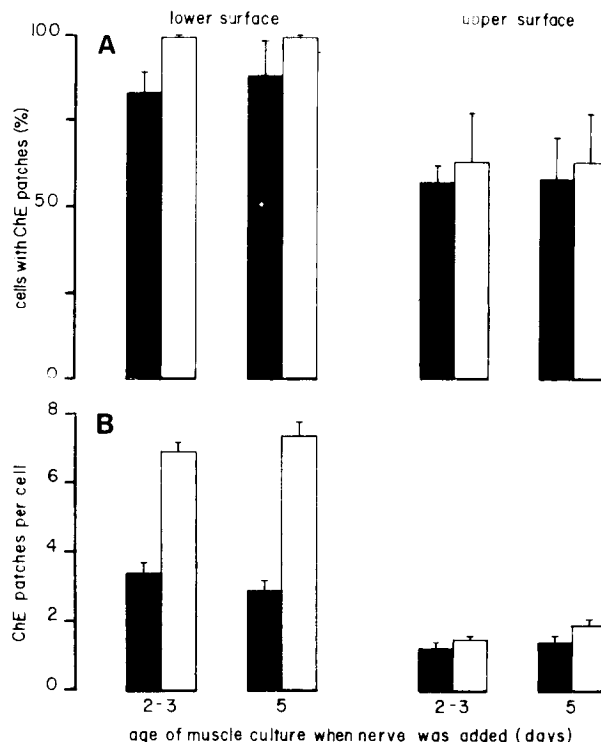 lower surface
upper surface
A
100
50
0
cells with ChE patches (%)
B
8
6
4
2
0
ChE patches per cell
2-3
5
2-3
5
age of muscle culture when nerve was added (days)